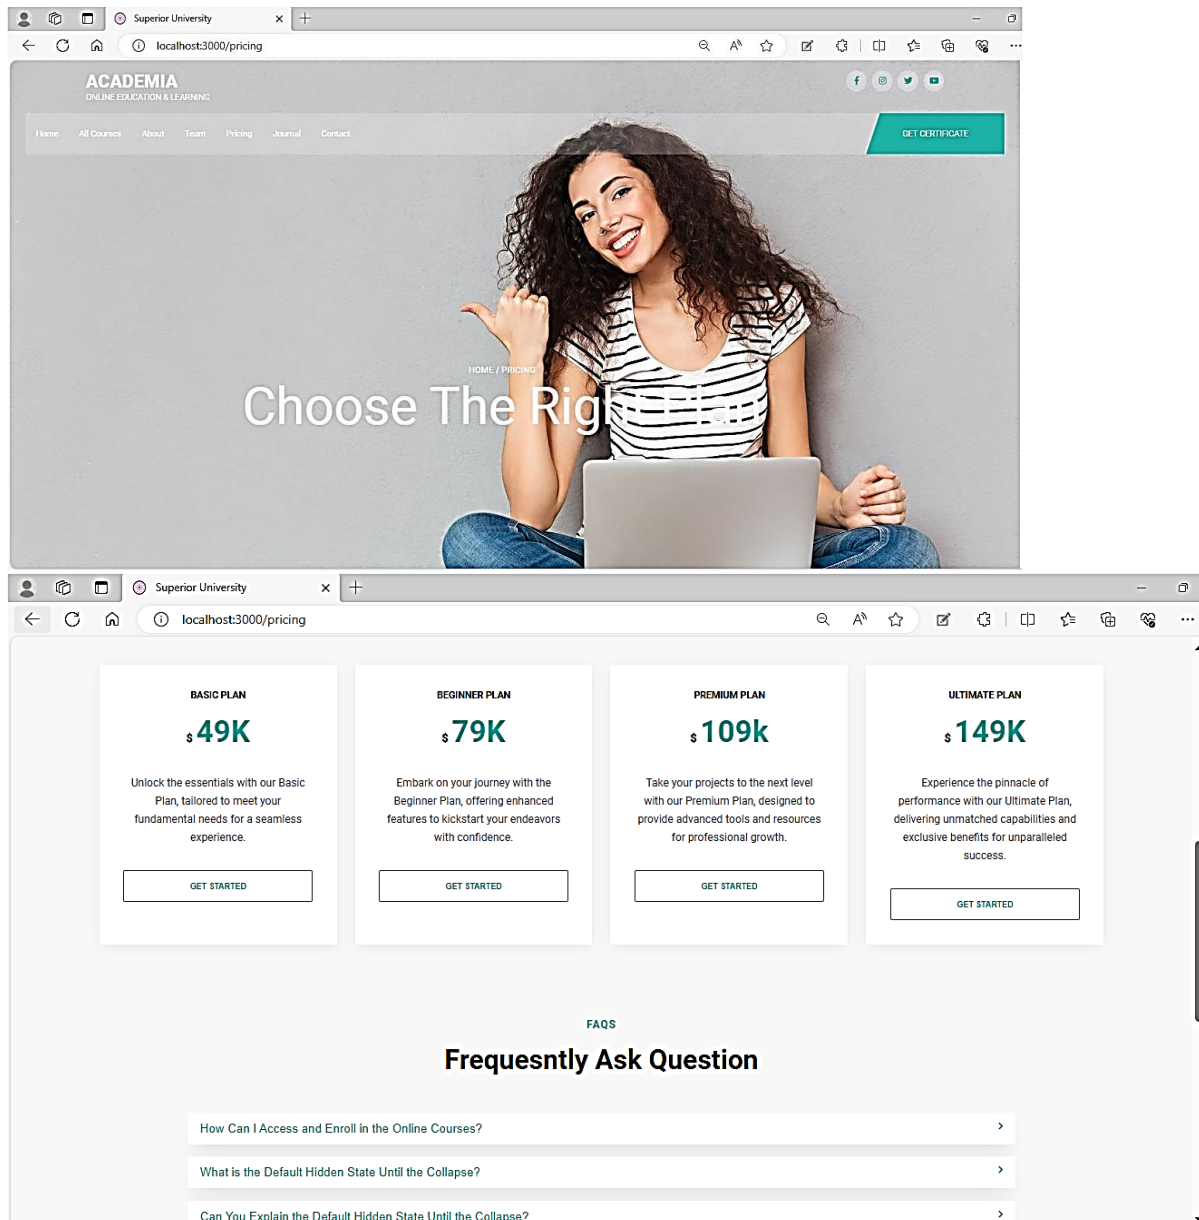 Superior University
localhost:3000/pricing
ACADEMIA
ONLINE EDUCATION & LEARNING
Home All Courses About Team Pricing Journal Contact
GET CERTIFICATE
HOME / PRICING
Choose The Right Plan
Superior University
localhost:3000/pricing
BASIC PLAN
$ 49K
Unlock the essentials with our Basic
Plan, tailored to meet your
fundamental needs for a seamless
experience.
GET STARTED
BEGINNER PLAN
$ 79K
Embark on your journey with the
Beginner Plan, offering enhanced
features to kickstart your endeavors
with confidence.
GET STARTED
PREMIUM PLAN
$ 109k
Take your projects to the next level
with our Premium Plan, designed to
provide advanced tools and resources
for professional growth.
GET STARTED
ULTIMATE PLAN
$ 149K
Experience the pinnacle of
performance with our Ultimate Plan,
delivering unmatched capabilities and
exclusive benefits for unparalleled
success.
GET STARTED
FAQS
Frequesntly Ask Question
How Can I Access and Enroll in the Online Courses?
What is the Default Hidden State Until the Collapse?
Can You Explain the Default Hidden State Until the Collapse?